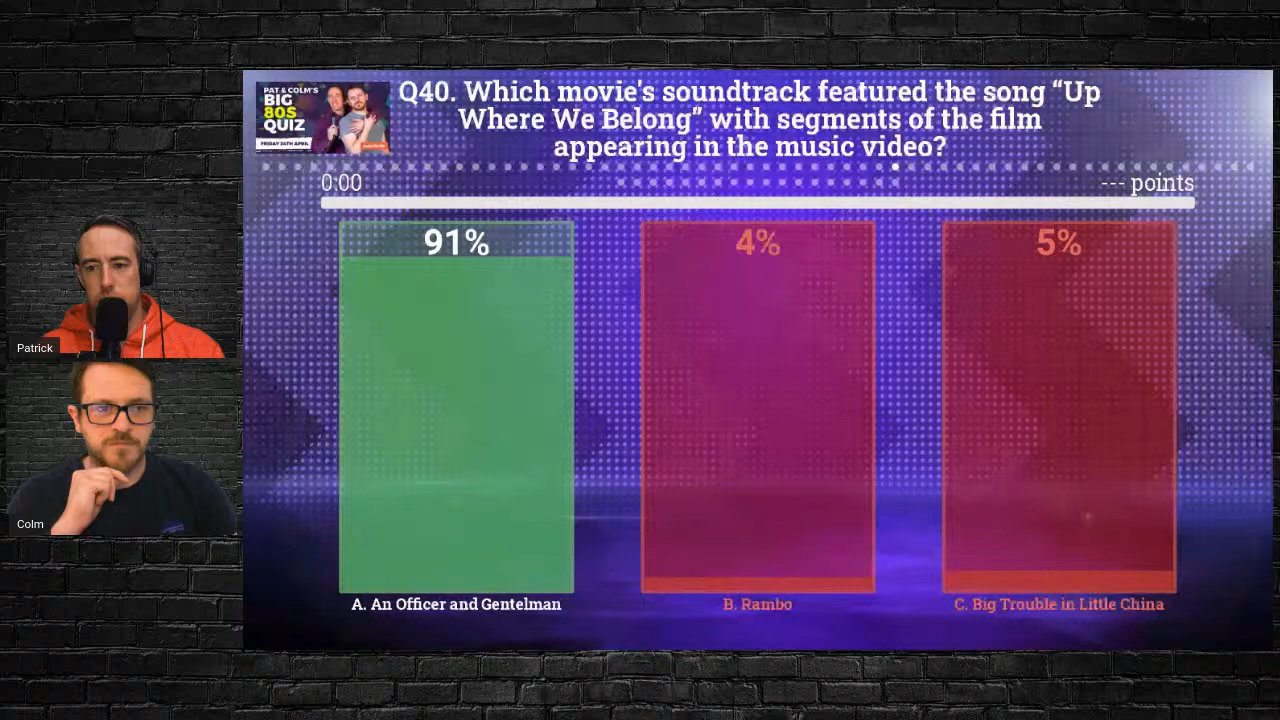 PAT & COLM'S
BIG
80S
QUIZ
FRIDAY 24TH APRIL
Q40. Which movie's soundtrack featured the song “Up
Where We Belong” with segments of the film
appearing in the music video?
0:00
--- points
91%
4%
5%
A. An Officer and Gentelman
B. Rambo
C. Big Trouble in Little China
Patrick
Colm